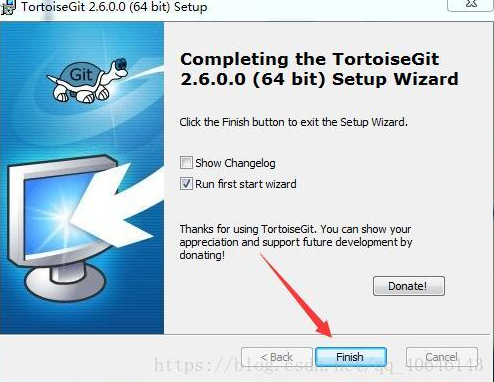 TortoiseGit 2.6.0.0 (64 bit) Setup
Git
Completing the TortoiseGit
2.6.0.0 (64 bit) Setup Wizard
Click the Finish button to exit the Setup Wizard.
Show Changelog
Run first start wizard
Thanks for using TortoiseGit. You can show your
appreciation and support future development by
donating!
Donate!
< Back
Finish
Cancel
https://blog.csdn.net/qq_40616148